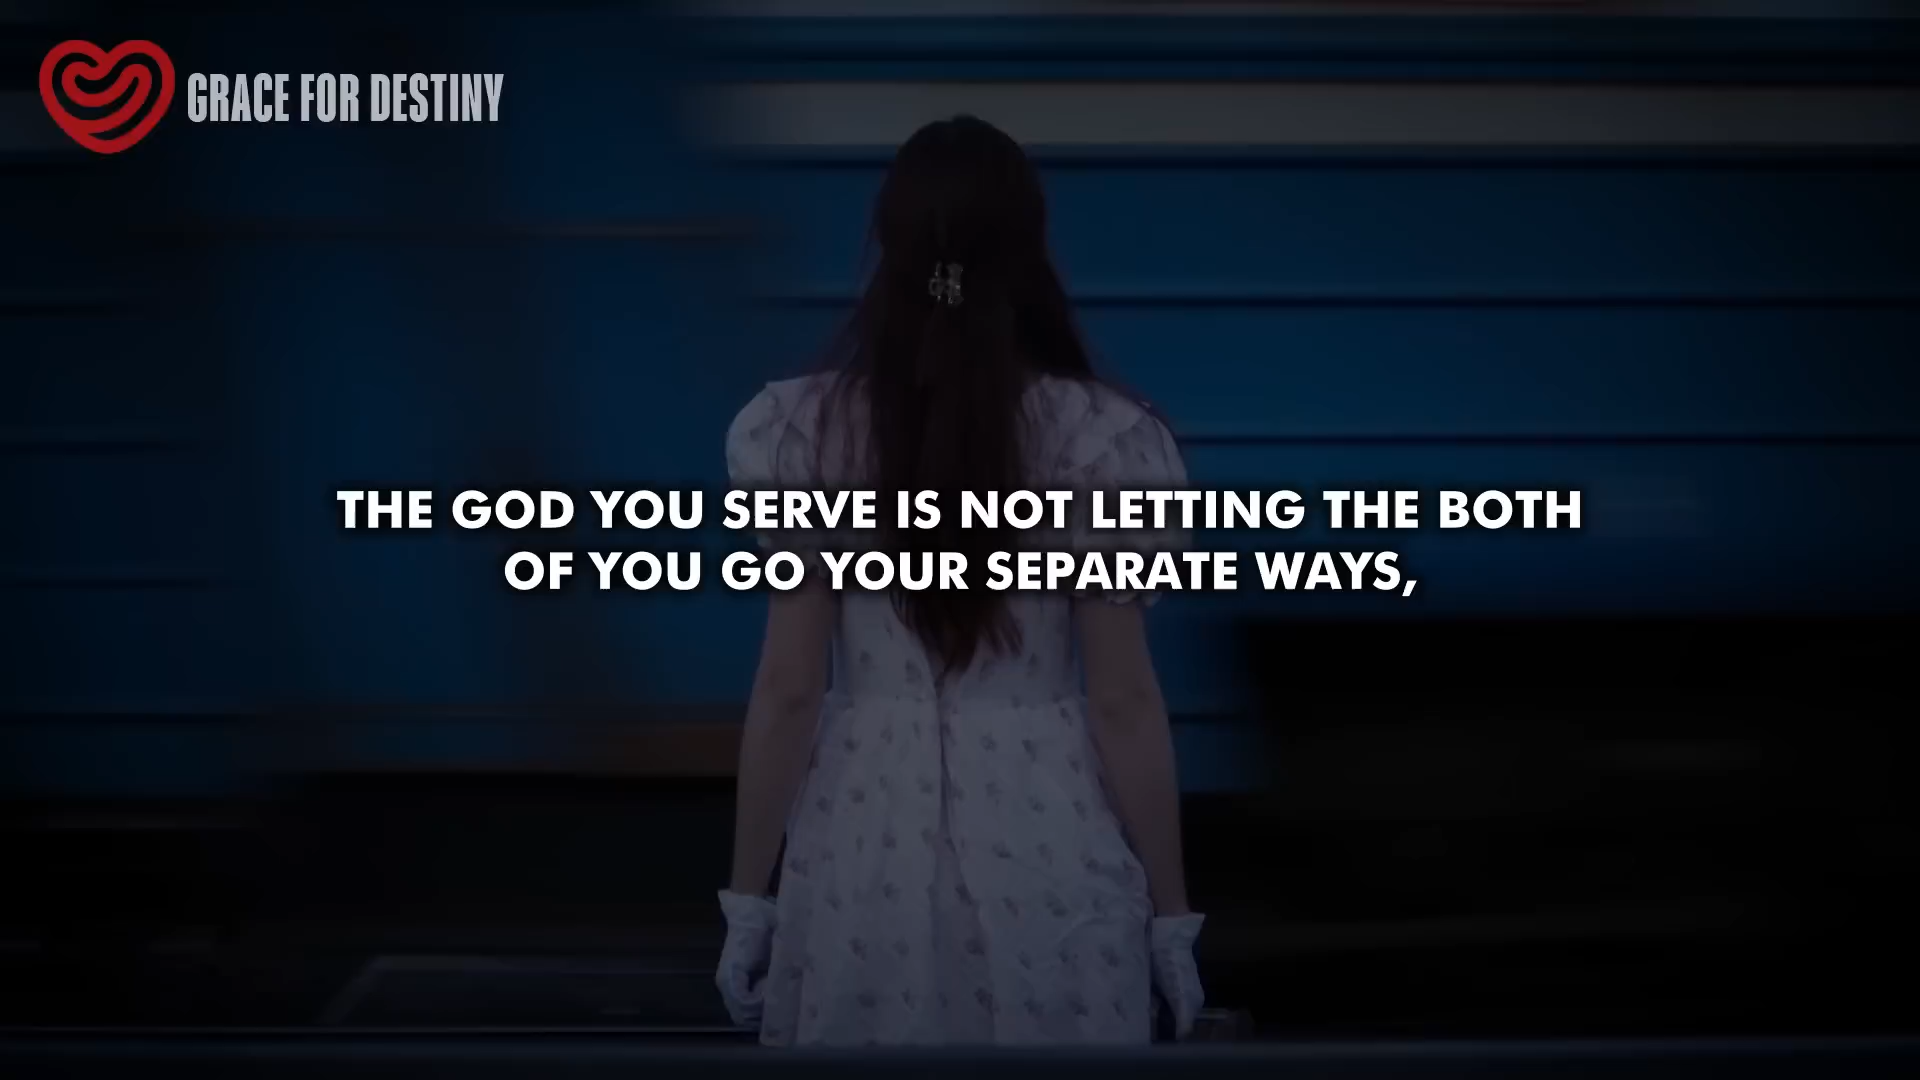 GRACE FOR DESTINY
THE GOD YOU SERVE IS NOT LETTING THE BOTH
OF YOU GO YOUR SEPARATE WAYS,